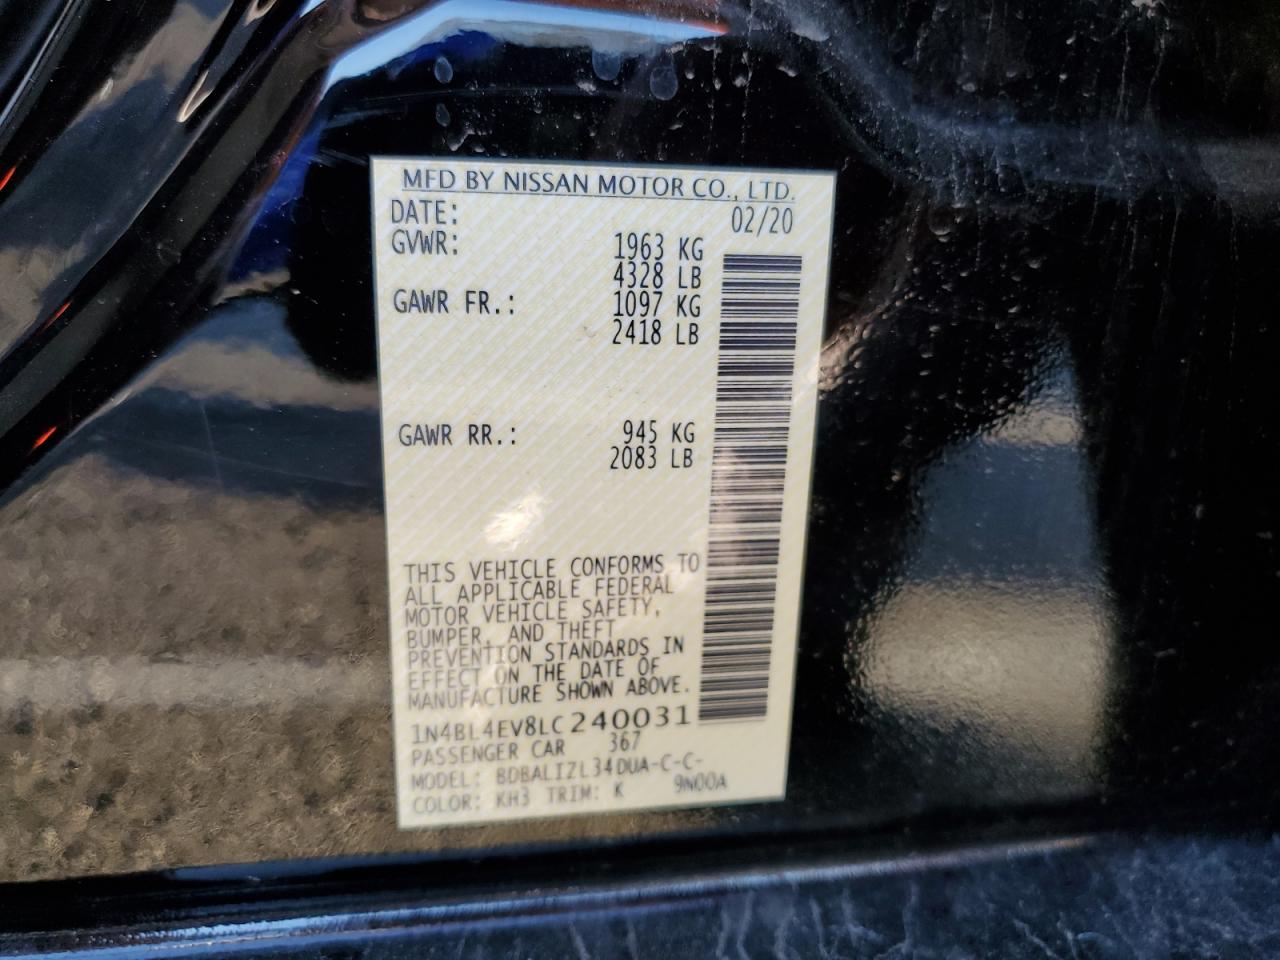 MFD BY NISSAN MOTOR CO., LTD.
DATE: 02/20
GVWR: 1963 KG
4328 LB
GAWR FR.: 1097 KG
2418 LB
GAWR RR.: 945 KG
2083 LB
THIS VEHICLE CONFORMS TO
ALL APPLICABLE FEDERAL
MOTOR VEHICLE SAFETY,
BUMPER, AND THEFT
PREVENTION STANDARDS IN
EFFECT ON THE DATE OF
MANUFACTURE SHOWN ABOVE.
1N4BL4EV8LC240031
PASSENGER CAR 367
MODEL: BDBALIZL34DUA-C-C-
9N00A
COLOR: KH3 TRIM: K